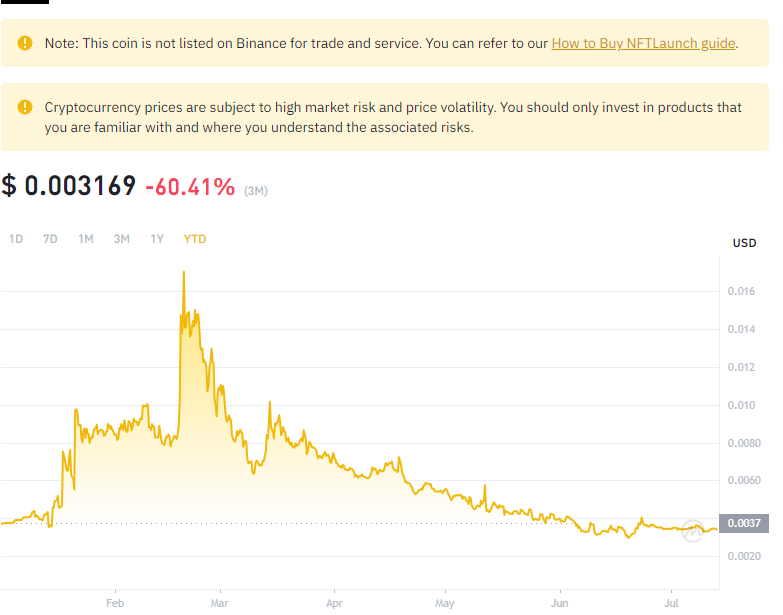 Note: This coin is not listed on Binance for trade and service. You can refer to our How to Buy NFTLaunch guide.
Cryptocurrency prices are subject to high market risk and price volatility. You should only invest in products that
you are familiar with and where you understand the associated risks.
$ 0.003169 -60.41% (3M)
1D 7D 1M 3M 1Y YTD
USD
0.016
0.014
0.012
0.010
0.0080
0.0060
0.0037
0.0020
Feb Mar Apr May Jun Jul